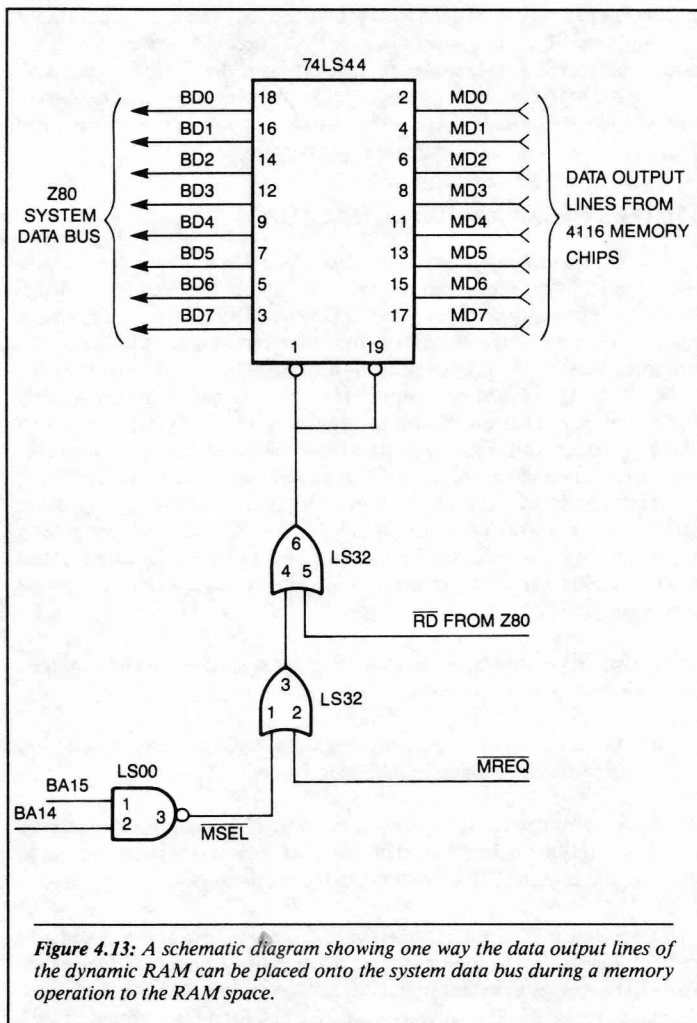 74LS44
BD0 18 2 MD0
BD1 16 4 MD1
BD2 14 6 MD2
BD3 12 8 MD3
BD4 9 11 MD4
BD5 7 13 MD5
BD6 5 15 MD6
BD7 3 17 MD7
1 19
Z80
SYSTEM
DATA BUS
DATA OUTPUT
LINES FROM
4116 MEMORY
CHIPS
6
4 5
LS32
RD FROM Z80
3
1 2
LS32
MREQ
LS00
BA15
BA14
1
2
3
MSEL
Figure 4.13: A schematic diagram showing one way the data output lines of
the dynamic RAM can be placed onto the system data bus during a memory
operation to the RAM space.